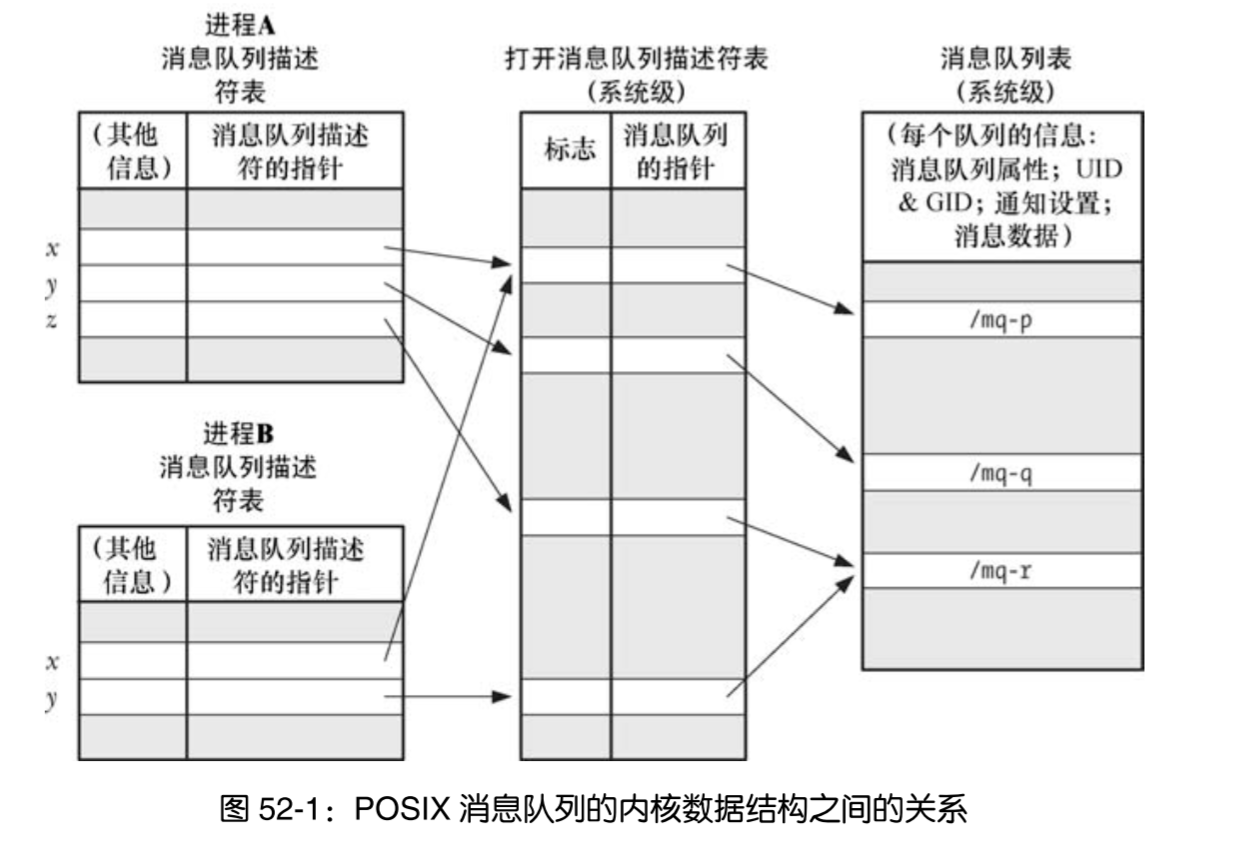 进程A
消息队列描述
符表
(其他
信息)
消息队列描述
符的指针
x
y
z
进程B
消息队列描述
符表
(其他
信息)
消息队列描述
符的指针
x
y
打开消息队列描述符表
(系统级)
标志
消息队列
的指针
消息队列表
(系统级)
(每个队列的信息:
消息队列属性; UID
& GID; 通知设置;
消息数据)
/mq-p
/mq-q
/mq-r
图 52-1：POSIX 消息队列的内核数据结构之间的关系